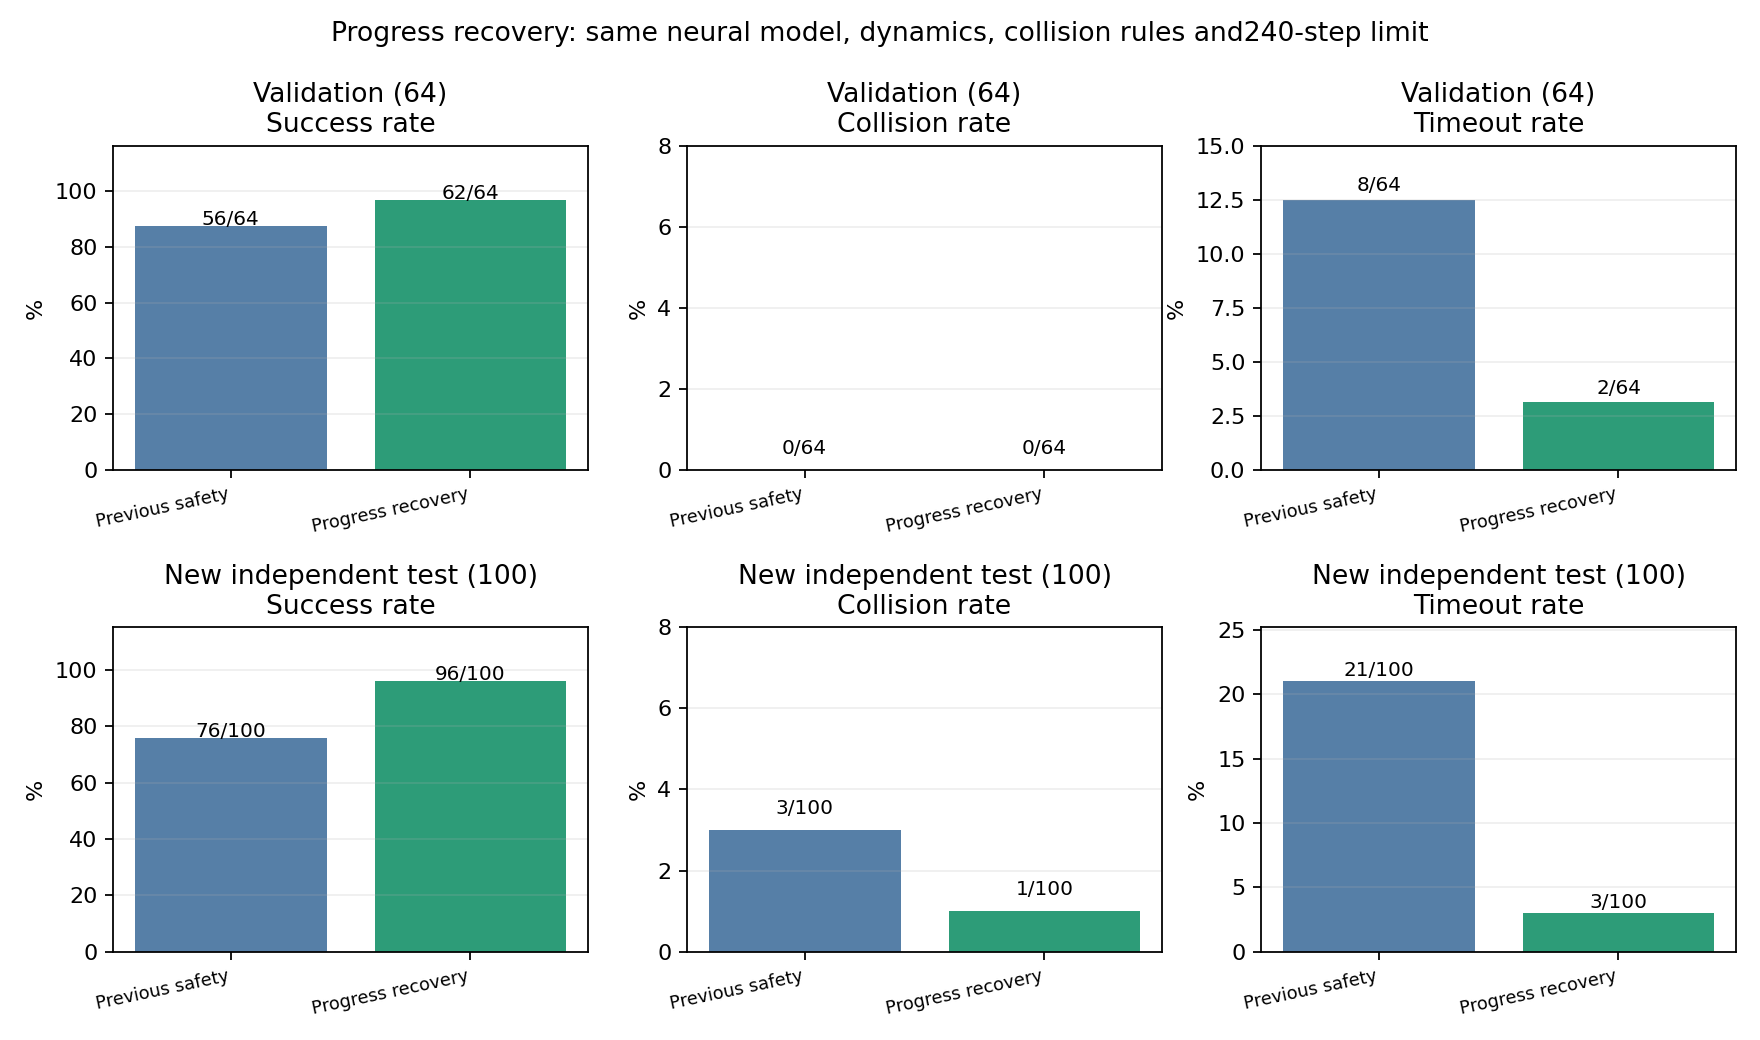 Progress recovery: same neural model, dynamics, collision rules and240-step limit
Validation (64)
Success rate
%
100
80
60
40
20
0
56/64
62/64
Previous safety
Progress recovery
Validation (64)
Collision rate
%
8
6
4
2
0
0/64
0/64
Previous safety
Progress recovery
Validation (64)
Timeout rate
%
15.0
12.5
10.0
7.5
5.0
2.5
0.0
8/64
2/64
Previous safety
Progress recovery
New independent test (100)
Success rate
%
100
80
60
40
20
0
76/100
96/100
Previous safety
Progress recovery
New independent test (100)
Collision rate
%
8
6
4
2
0
3/100
1/100
Previous safety
Progress recovery
New independent test (100)
Timeout rate
%
25
20
15
10
5
0
21/100
3/100
Previous safety
Progress recovery